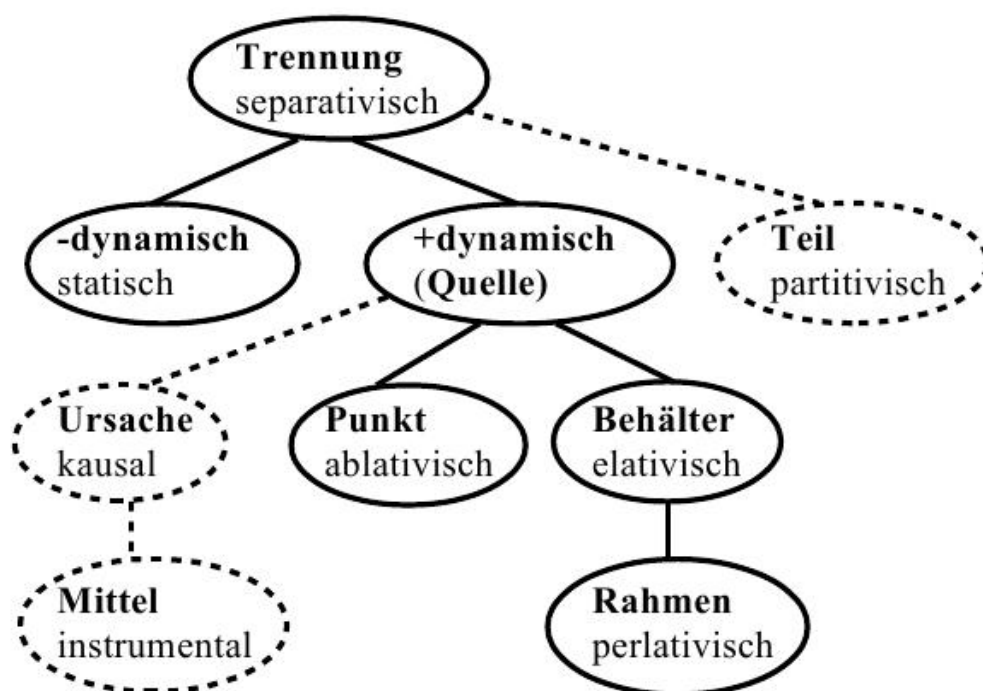 Trennung
separativisch
-dynamisch
statisch
+dynamisch
(Quelle)
Teil
partitivisch
Ursache
kausal
Punkt
ablativisch
Behälter
elativisch
Mittel
instrumental
Rahmen
perlativisch